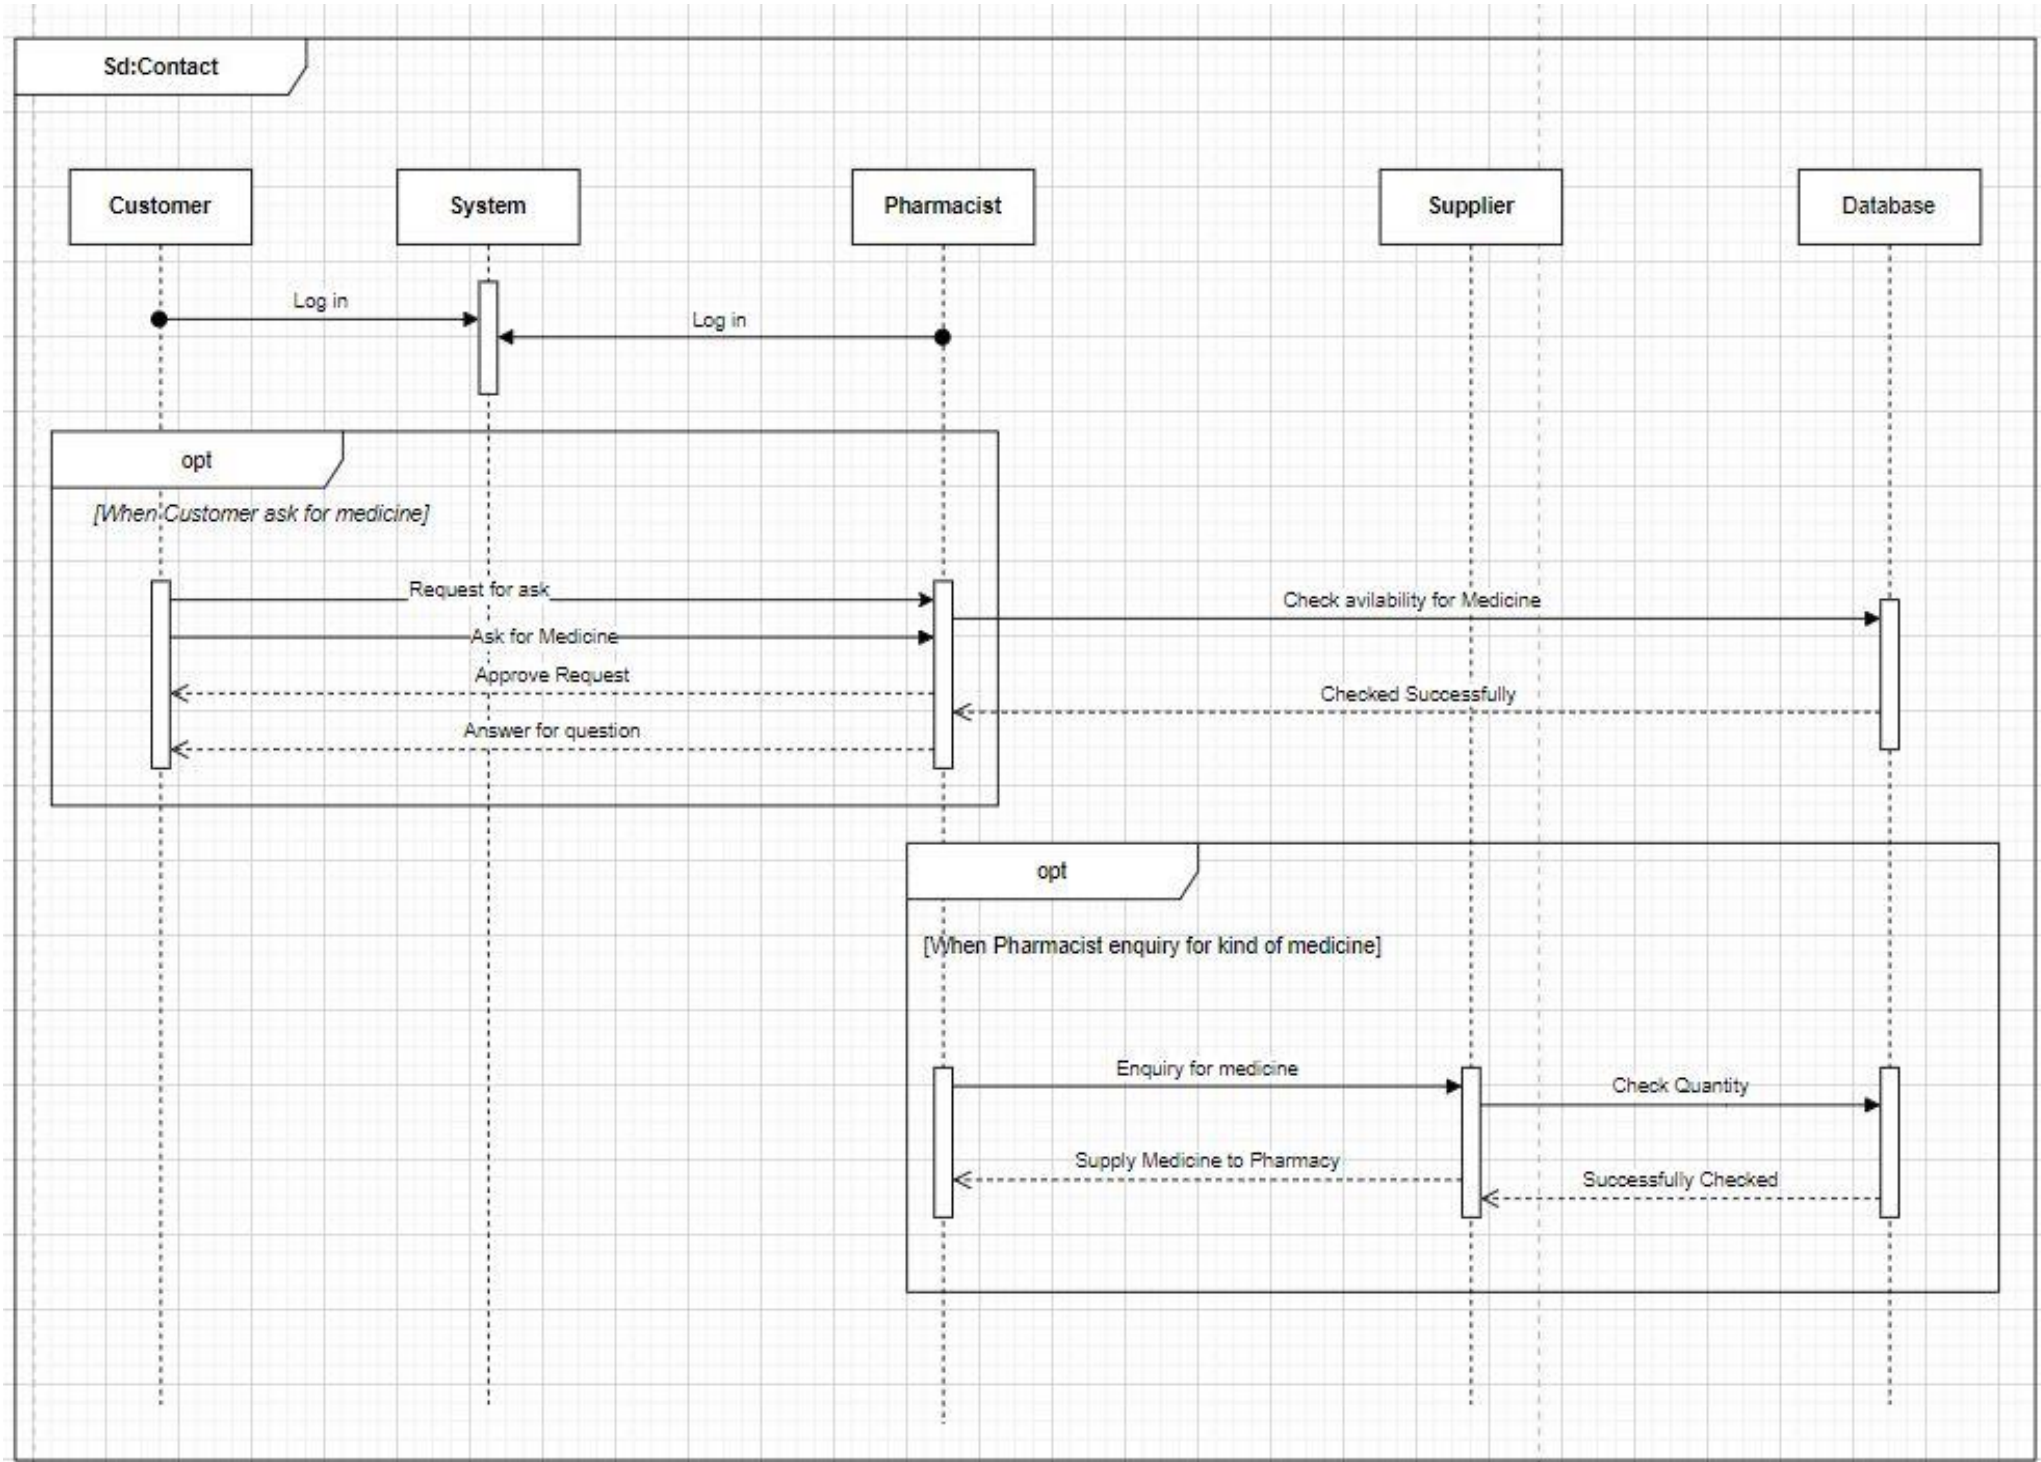 Sd:Contact
Customer
System
Pharmacist
Supplier
Database
Log in
Log in
opt
[When Customer ask for medicine]
Request for ask
Check avilability for Medicine
Ask for Medicine
Approve Request
Checked Successfully
Answer for question
opt
[When Pharmacist enquiry for kind of medicine]
Enquiry for medicine
Check Quantity
Supply Medicine to Pharmacy
Successfully Checked